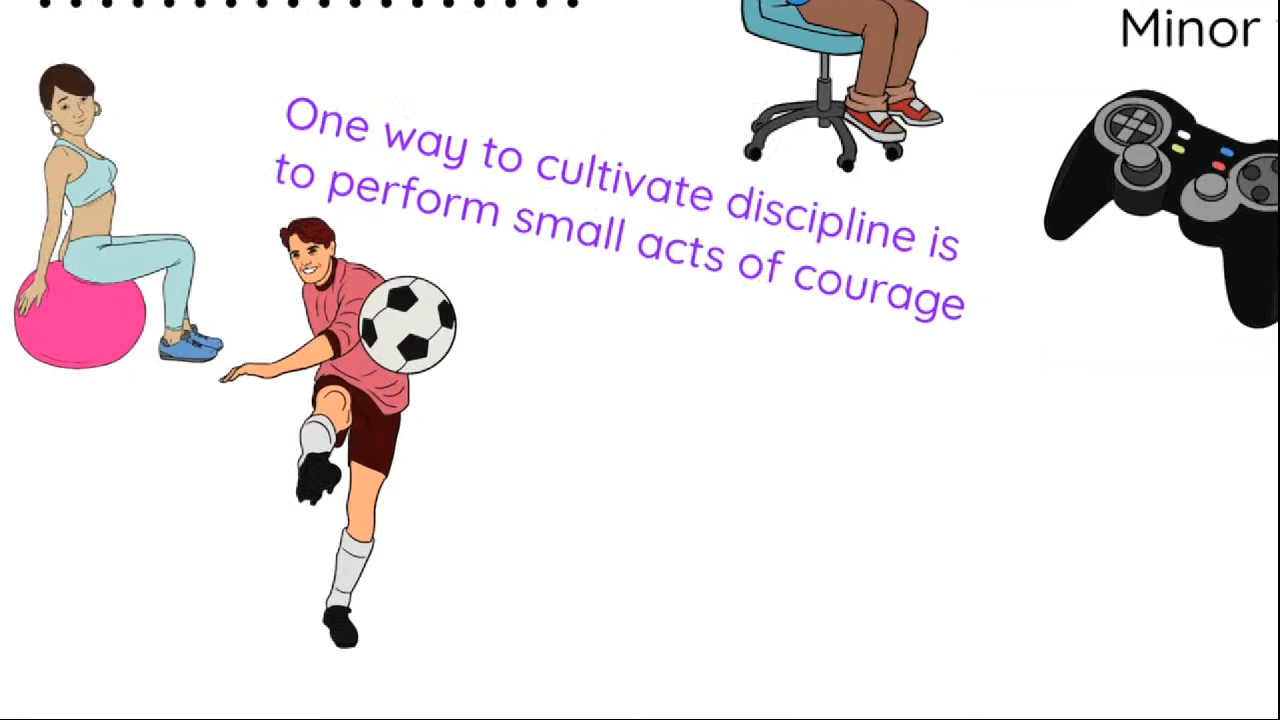 Minor
One way to cultivate discipline is
to perform small acts of courage